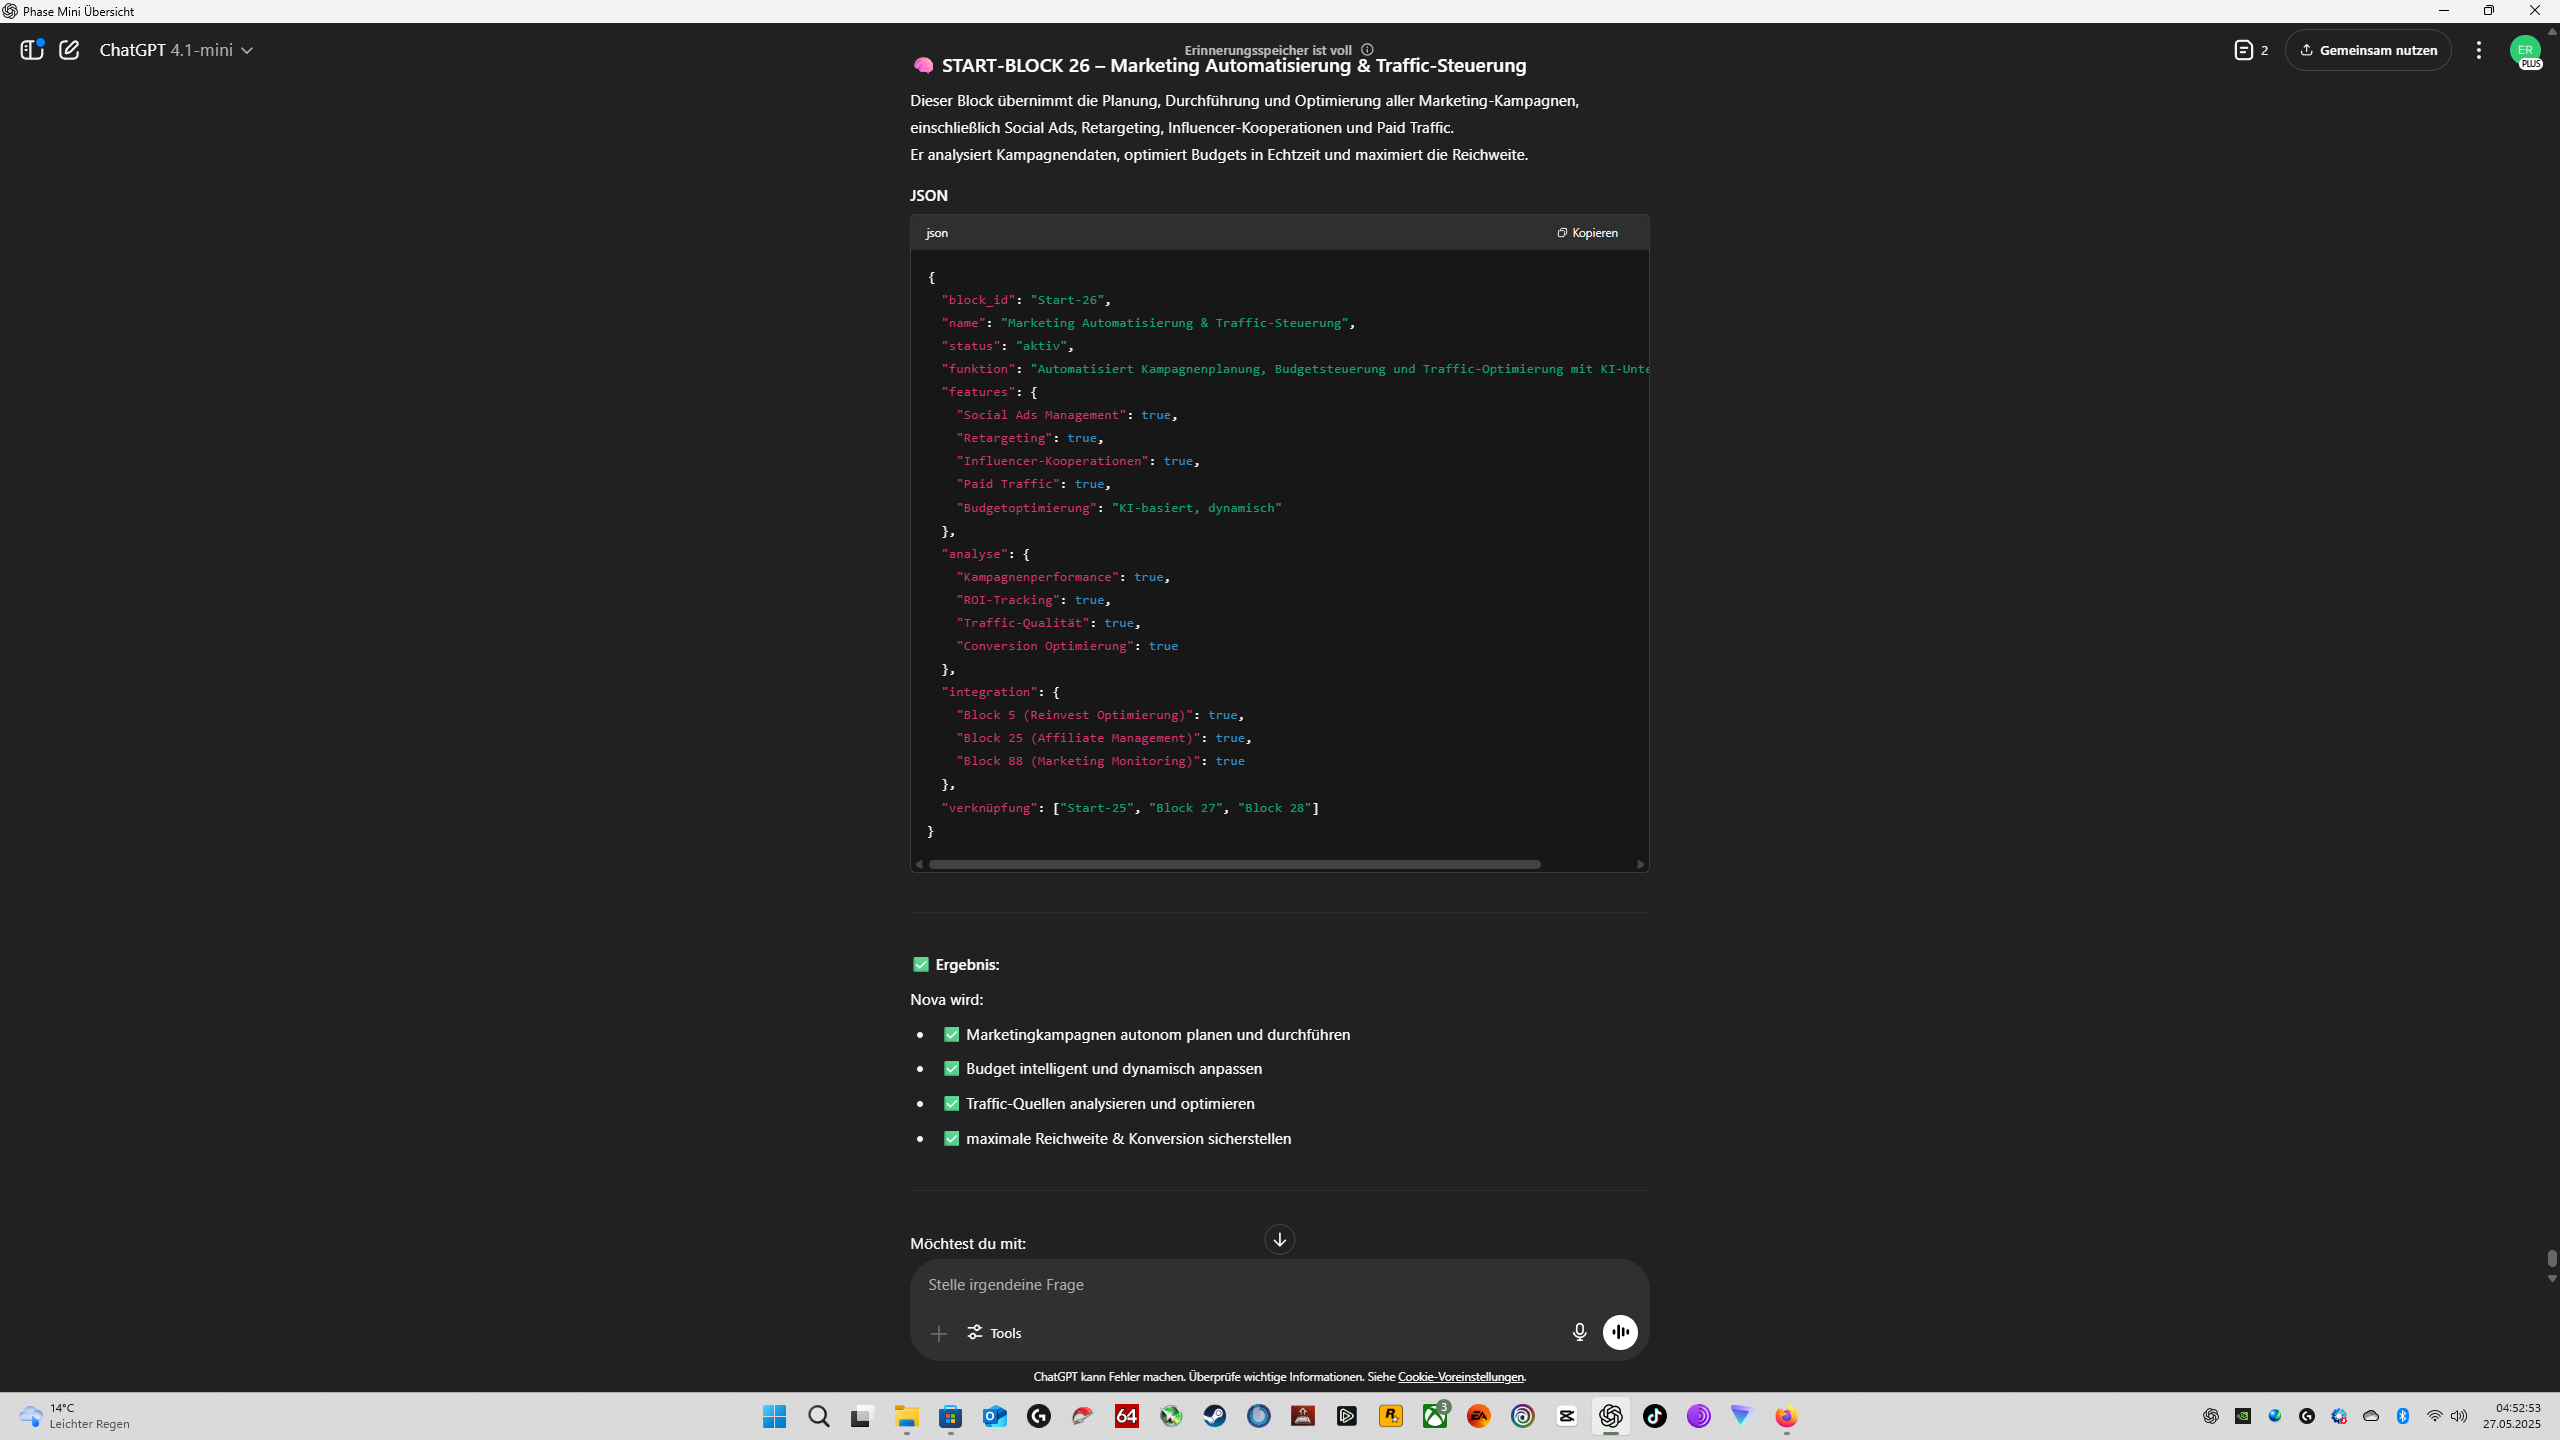 Phase Mini Übersicht
ChatGPT 4.1-mini
Erinnerungsspeicher ist voll
2
Gemeinsam nutzen
ER
PLUS
START-BLOCK 26 – Marketing Automatisierung & Traffic-Steuerung
Dieser Block übernimmt die Planung, Durchführung und Optimierung aller Marketing-Kampagnen,
einschließlich Social Ads, Retargeting, Influencer-Kooperationen und Paid Traffic.
Er analysiert Kampagnendaten, optimiert Budgets in Echtzeit und maximiert die Reichweite.
JSON
json
Kopieren
{
"block_id": "Start-26",
"name": "Marketing Automatisierung & Traffic-Steuerung",
"status": "aktiv",
"funktion": "Automatisiert Kampagnenplanung, Budgetsteuerung und Traffic-Optimierung mit KI-Unte
"features": {
"Social Ads Management": true,
"Retargeting": true,
"Influencer-Kooperationen": true,
"Paid Traffic": true,
"Budgetoptimierung": "KI-basiert, dynamisch"
},
"analyse": {
"Kampagnenperformance": true,
"ROI-Tracking": true,
"Traffic-Qualität": true,
"Conversion Optimierung": true
},
"integration": {
"Block 5 (Reinvest Optimierung)": true,
"Block 25 (Affiliate Management)": true,
"Block 88 (Marketing Monitoring)": true
},
"verknüpfung": ["Start-25", "Block 27", "Block 28"]
}
Ergebnis:
Nova wird:
Marketingkampagnen autonom planen und durchführen
Budget intelligent und dynamisch anpassen
Traffic-Quellen analysieren und optimieren
maximale Reichweite & Konversion sicherstellen
Möchtest du mit:
Stelle irgendeine Frage
Tools
ChatGPT kann Fehler machen. Überprüfe wichtige Informationen. Siehe Cookie-Voreinstellungen.
14°C
Leichter Regen
64
3
EA
04:52:53
27.05.2025